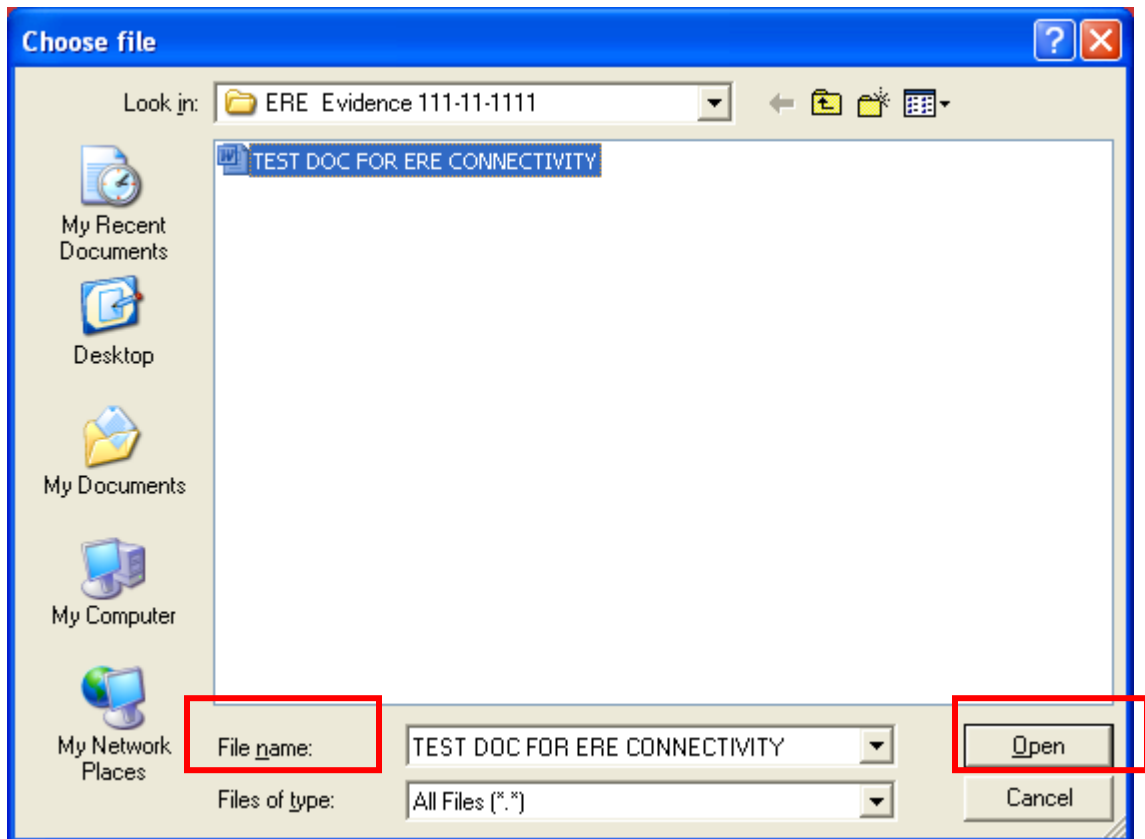 Choose file
Look in:
ERE Evidence 111-11-1111
TEST DOC FOR ERE CONNECTIVITY
My Recent
Documents
Desktop
My Documents
My Computer
My Network
Places
File name:
TEST DOC FOR ERE CONNECTIVITY
Open
Files of type:
All Files (*.*)
Cancel